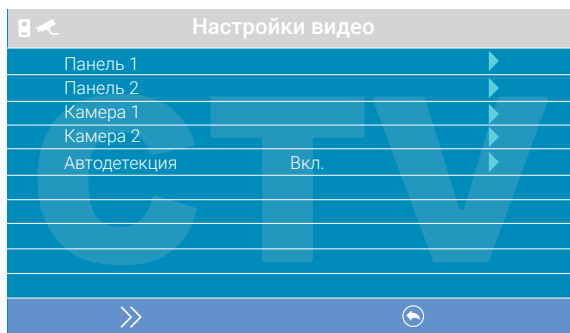 Настройки видео
Панель 1
Панель 2
Камера 1
Камера 2
Автодетекция Вкл.
CTV